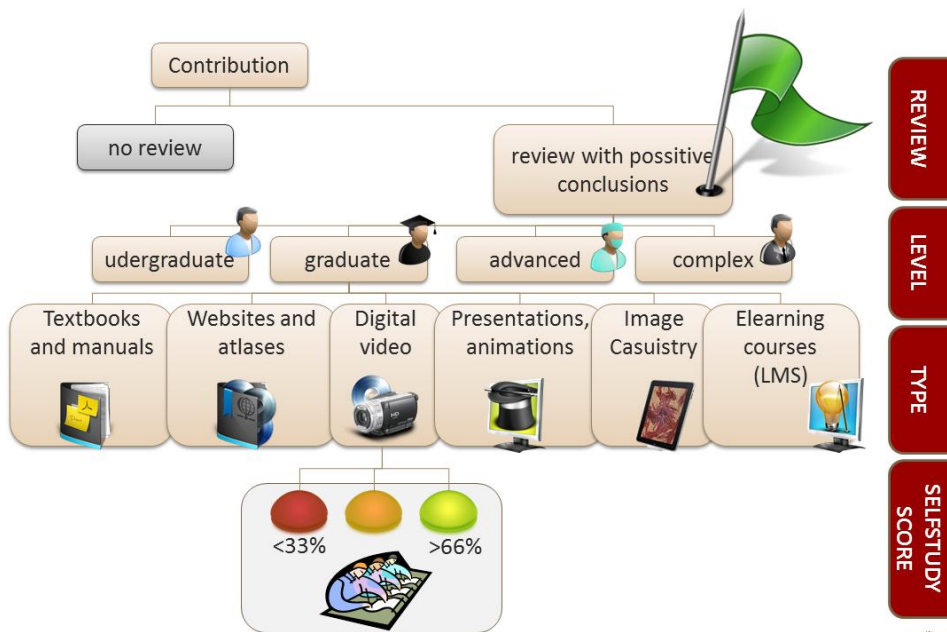 Contribution
no review
review with possitive
conclusions
REVIEW
udergraduate
graduate
advanced
complex
LEVEL
Textbooks
and manuals
Websites and
atlases
Digital
video
Presentations,
animations
Image
Casuistry
Elearning
courses
(LMS)
TYPE
<33%
>66%
SELFSTUDY
SCORE